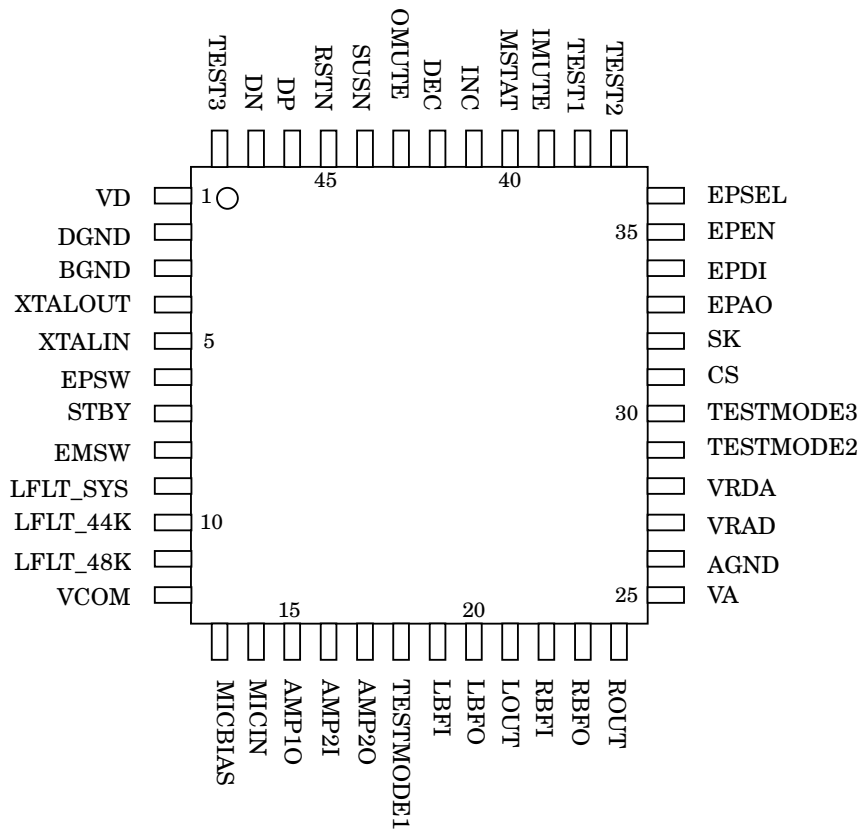 TEST3
DN
DP
RSTN
SUSN
OMUTE
DEC
INC
MSTAT
IMUTE
TEST1
TEST2
45
40
VD
1
EPSEL
DGND
35
EPEN
BGND
EPDI
XTALOUT
EPAO
XTALIN
5
SK
EPSW
CS
STBY
30
TESTMODE3
EMSW
TESTMODE2
LFLT_SYS
VRDA
LFLT_44K
10
VRAD
LFLT_48K
AGND
VCOM
25
VA
15
20
MICBIAS
MICIN
AMP1O
AMP2I
AMP2O
TESTMODE1
LBFI
LBFO
LOUT
RBFI
RBFO
ROUT